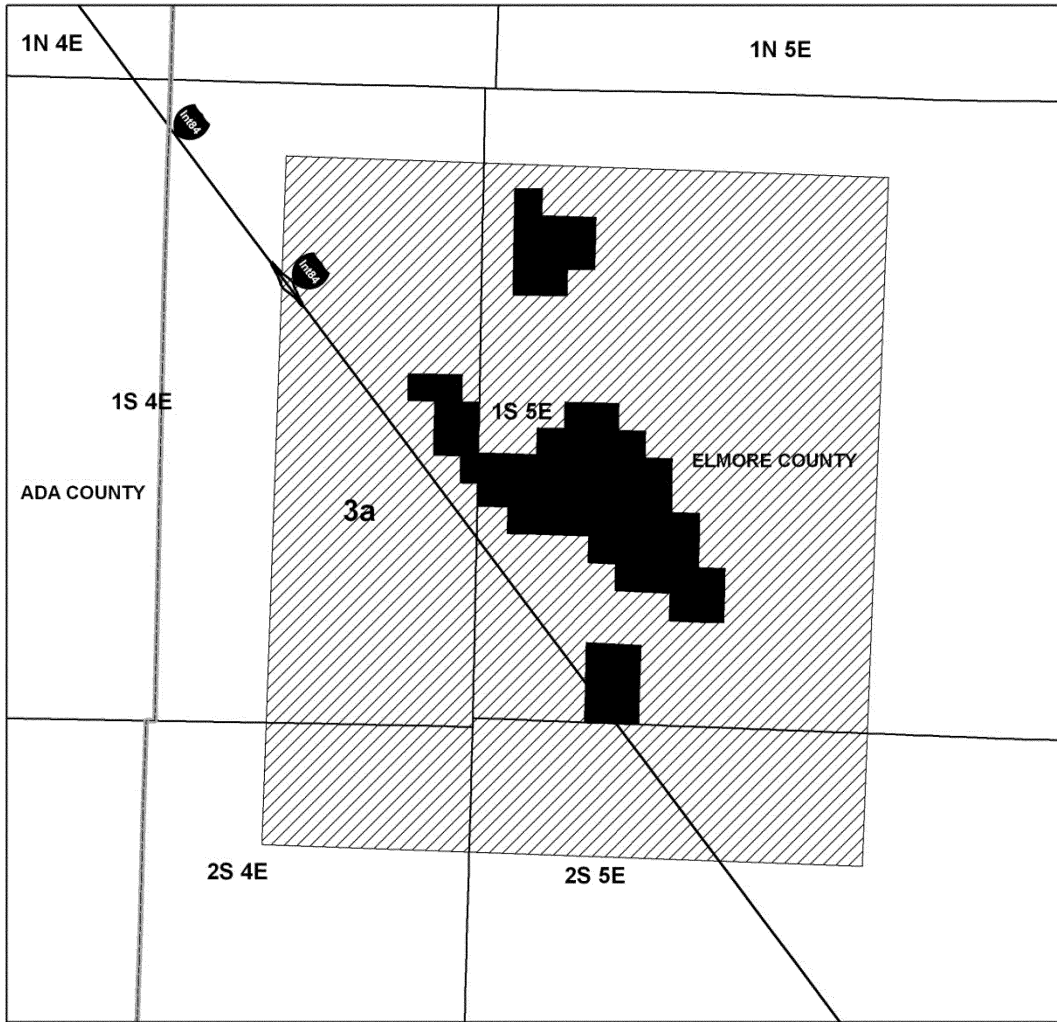 1N 4E
1N 5E
Int84
Int84
1S 4E
1S 5E
ELMORE COUNTY
ADA COUNTY
3a
2S 4E
2S 5E